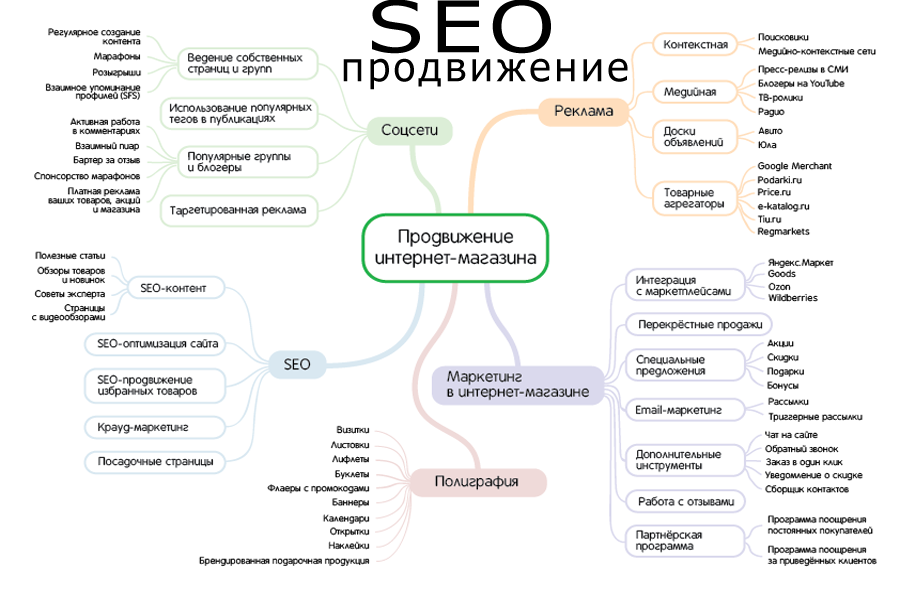 SEO
продвижение
Продвижение
интернет-магазина
Соцсети
Ведение собственных
страниц и групп
Регулярное создание
контента
Марафоны
Розыгрыши
Взаимное упоминание
профилей (SFS)
Использование популярных
тегов в публикациях
Популярные группы
и блогеры
Активная работа
в комментариях
Взаимный пиар
Бартер за отзыв
Спонсорство марафонов
Платная реклама
ваших товаров, акций
и магазина
Таргетированная реклама
Реклама
Контекстная
Поисковики
Медийно-контекстные сети
Медийная
Пресс-релизы в СМИ
Блогеры на YouTube
ТВ-ролики
Радио
Доски
объявлений
Авито
Юла
Товарные
агрегаторы
Google Merchant
Podarki.ru
Price.ru
e-katalog.ru
Tiu.ru
Regmarkets
SEO
SEO-контент
Полезные статьи
Обзоры товаров
и новинок
Советы эксперта
Страницы
с видеообзорами
SEO-оптимизация сайта
SEO-продвижение
избранных товаров
Крауд-маркетинг
Посадочные страницы
Маркетинг
в интернет-магазине
Интеграция
с маркетплейсами
Яндекс.Маркет
Goods
Ozon
Wildberries
Перекрёстные продажи
Специальные
предложения
Акции
Скидки
Подарки
Бонусы
Email-маркетинг
Рассылки
Триггерные рассылки
Дополнительные
инструменты
Чат на сайте
Обратный звонок
Заказ в один клик
Уведомление о скидке
Сборщик контактов
Работа с отзывами
Партнёрская
программа
Программа поощрения
постоянных покупателей
Программа поощрения
за приведённых клиентов
Полиграфия
Визитки
Листовки
Лифлеты
Буклеты
Флаеры с промокодами
Баннеры
Календари
Открытки
Наклейки
Брендированная подарочная продукция